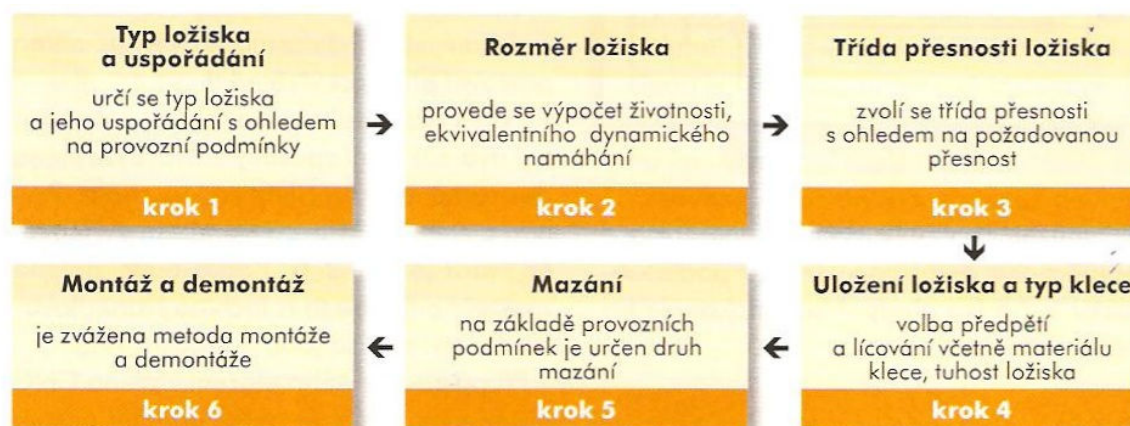 Typ ložiska
a uspořádání
určí se typ ložiska
a jeho uspořádání s ohledem
na provozní podmínky
krok 1
Rozměr ložiska
provede se výpočet životnosti,
ekvivalentního dynamického
namáhání
krok 2
Třída přesnosti ložiska
zvolí se třída přesnosti
s ohledem na požadovanou
přesnost
krok 3
Uložení ložiska a typ klece
volba předpětí
a lícování včetně materiálu
klece, tuhost ložiska
krok 4
Mazání
na základě provozních
podmínek je určen druh
mazání
krok 5
Montáž a demontáž
je zvážena metoda montáže
a demontáže
krok 6